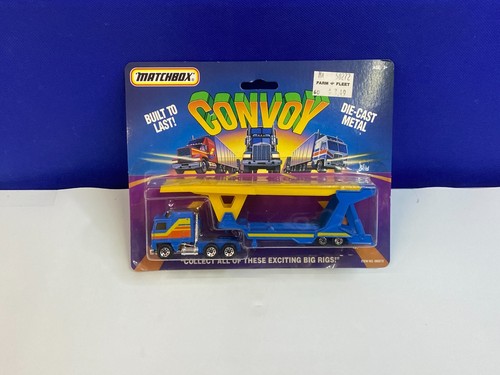 MATCHBOX
CONVOY
BUILT TO
LAST!
DIE-CAST
METAL
FARM & FLEET
"COLLECT ALL OF THESE EXCITING BIG RIGS!"